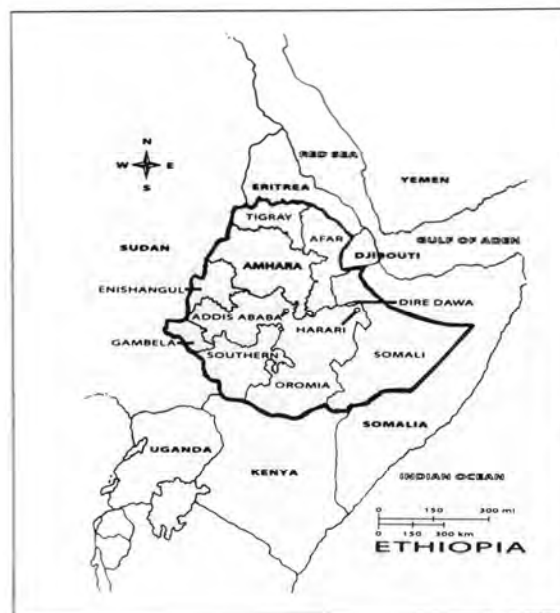 N
W E
S
RED SEA
YEMEN
ERITREA
TIGRAY
SUDAN
AFAR
GULF OF ADEN
DJIBOUTI
AMHARA
ENISHANGUL
DIRE DAWA
ADDIS ABABA
HARARI
GAMBELA
SOUTHERN
SOMALI
OROMIA
SOMALIA
UGANDA
KENYA
INDIAN OCEAN
0 150 300 mi
0 150 300 km
ETHIOPIA